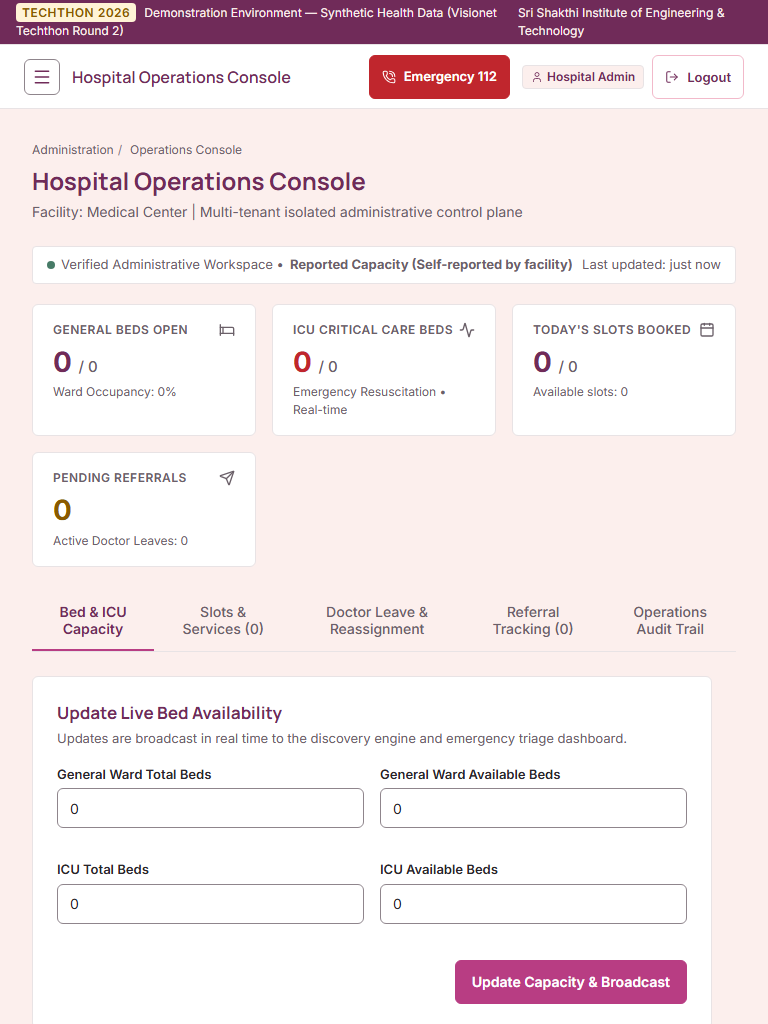 TECHTHON 2026 Demonstration Environment — Synthetic Health Data (Visionet Techthon Round 2)
Sri Shakthi Institute of Engineering & Technology
Hospital Operations Console
Emergency 112
Hospital Admin
Logout
Administration / Operations Console
Hospital Operations Console
Facility: Medical Center | Multi-tenant isolated administrative control plane
Verified Administrative Workspace • Reported Capacity (Self-reported by facility) Last updated: just now
GENERAL BEDS OPEN
0 / 0
Ward Occupancy: 0%
ICU CRITICAL CARE BEDS
0 / 0
Emergency Resuscitation •
Real-time
TODAY'S SLOTS BOOKED
0 / 0
Available slots: 0
PENDING REFERRALS
0
Active Doctor Leaves: 0
Bed & ICU
Capacity
Slots &
Services (0)
Doctor Leave &
Reassignment
Referral
Tracking (0)
Operations
Audit Trail
Update Live Bed Availability
Updates are broadcast in real time to the discovery engine and emergency triage dashboard.
General Ward Total Beds
0
General Ward Available Beds
0
ICU Total Beds
0
ICU Available Beds
0
Update Capacity & Broadcast